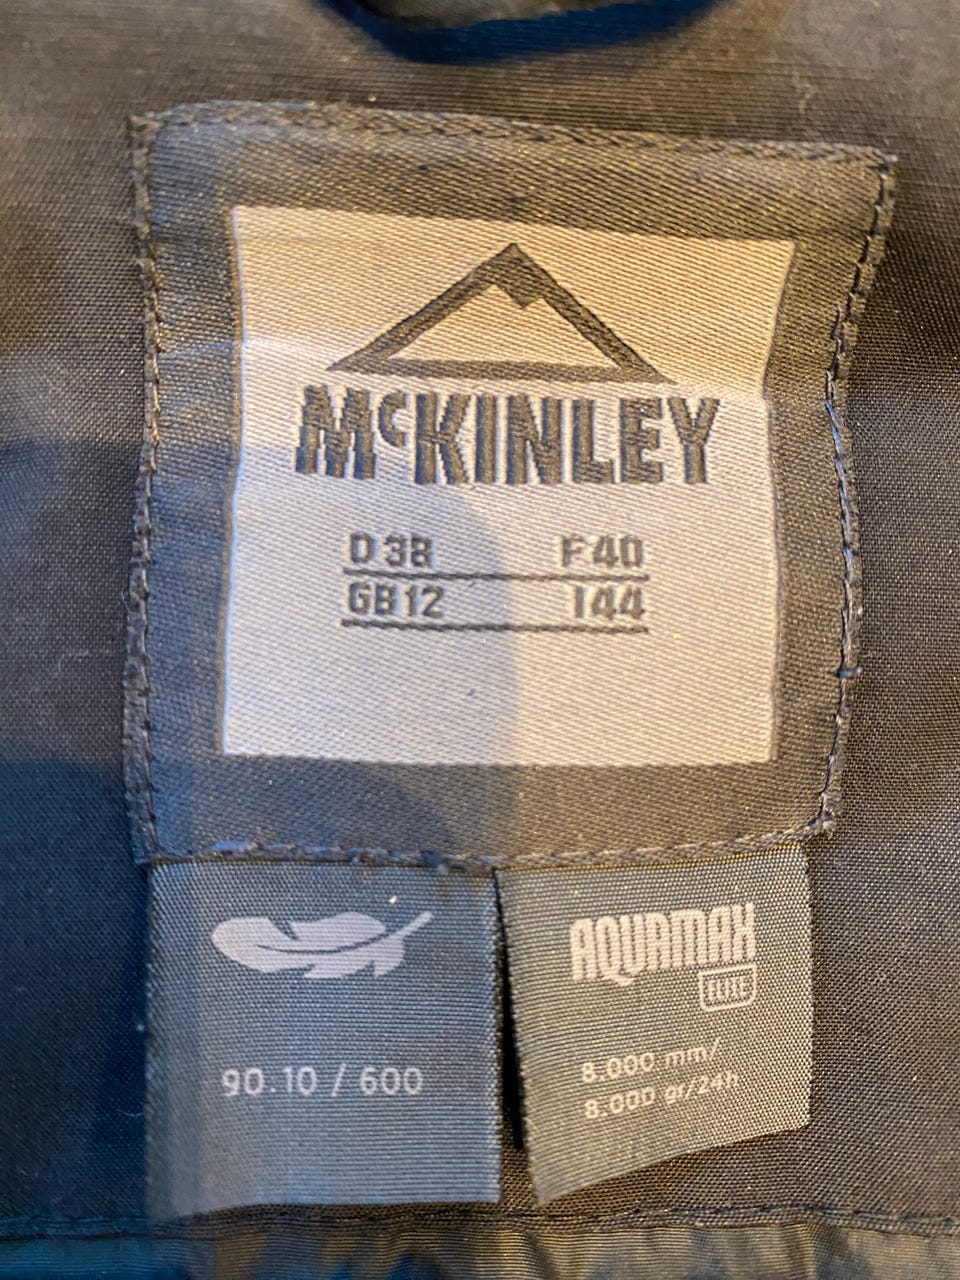 McKINLEY
D 38 F 40
GB 12 I 44
90.10 / 600
AQUAMAX
ELITE
8.000 mm/
8.000 gr/24h